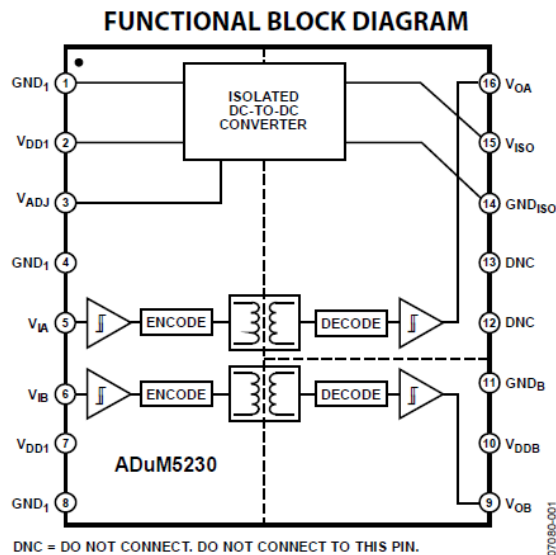 FUNCTIONAL BLOCK DIAGRAM
GND1 1
VDD1 2
VADJ 3
GND1 4
VIA 5
VIB 6
VDD1 7
GND1 8
ISOLATED
DC-TO-DC
CONVERTER
ENCODE
DECODE
ENCODE
DECODE
ADuM5230
16 VOA
15 VISO
14 GNDISO
13 DNC
12 DNC
11 GNDB
10 VDDB
9 VOB
07080-001
DNC = DO NOT CONNECT. DO NOT CONNECT TO THIS PIN.